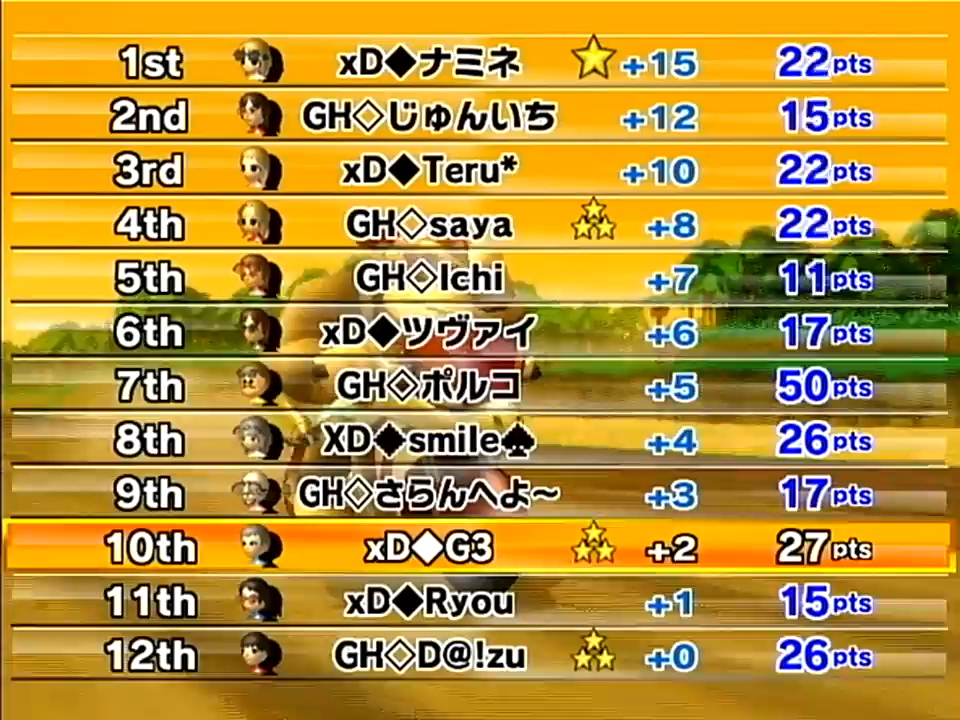 1st xD◆ナミネ +15 22pts
2nd GH◇じゅんいち +12 15pts
3rd xD◆Teru* +10 22pts
4th GH◇saya +8 22pts
5th GH◇Ichi +7 11pts
6th xD◆ツヴァイ +6 17pts
7th GH◇ポルコ +5 50pts
8th XD◆smile♠ +4 26pts
9th GH◇さらんへよ～ +3 17pts
10th xD◆G3 +2 27pts
11th xD◆Ryou +1 15pts
12th GH◇D@!zu +0 26pts